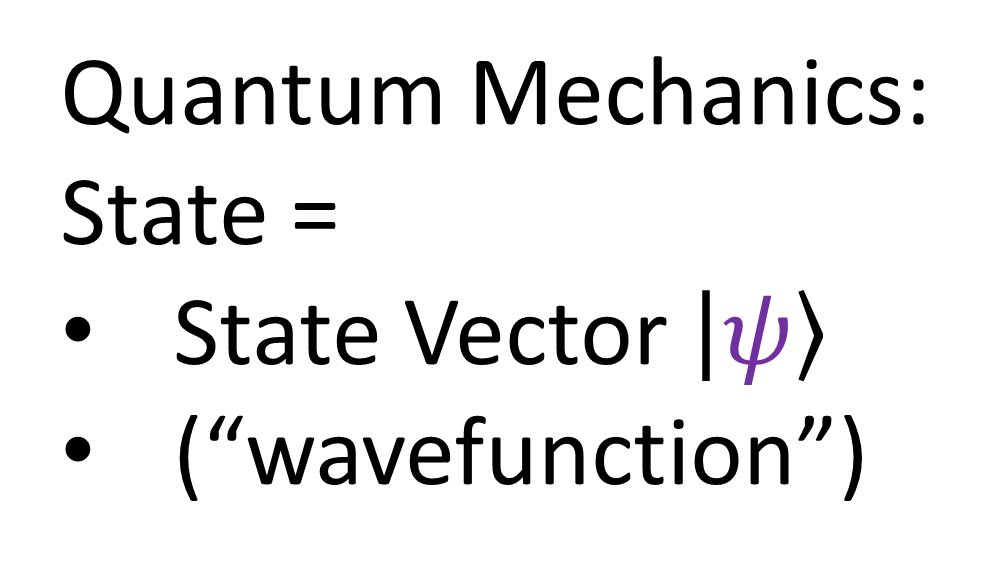 Quantum Mechanics:
State =
• State Vector |𝜓⟩
• (“wavefunction”)